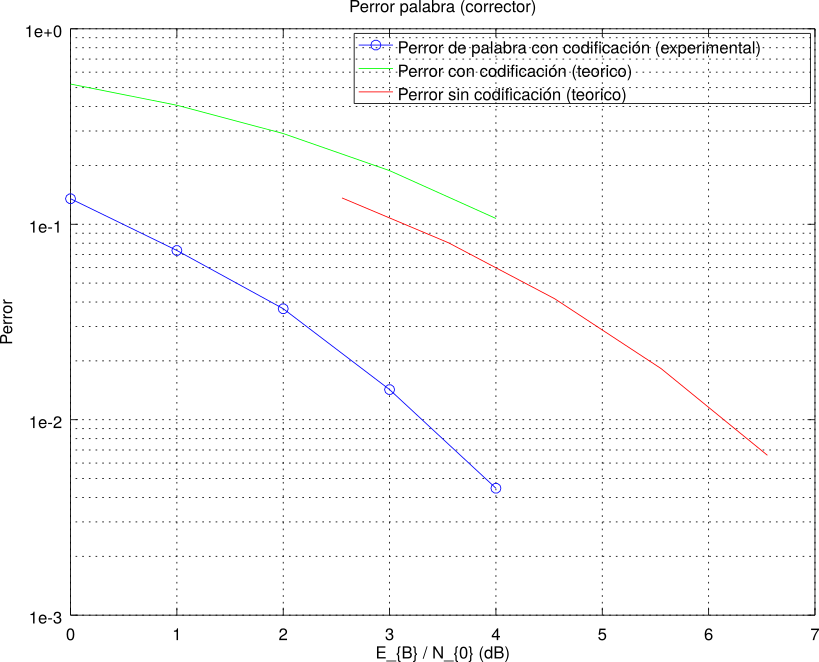 Perror palabra (corrector)
1e+0
Perror de palabra con codificación (experimental)
Perror con codificación (teorico)
Perror sin codificación (teorico)
1e-1
Perror
1e-2
1e-3
0 1 2 3 4 5 6 7
E_{B} / N_{0} (dB)